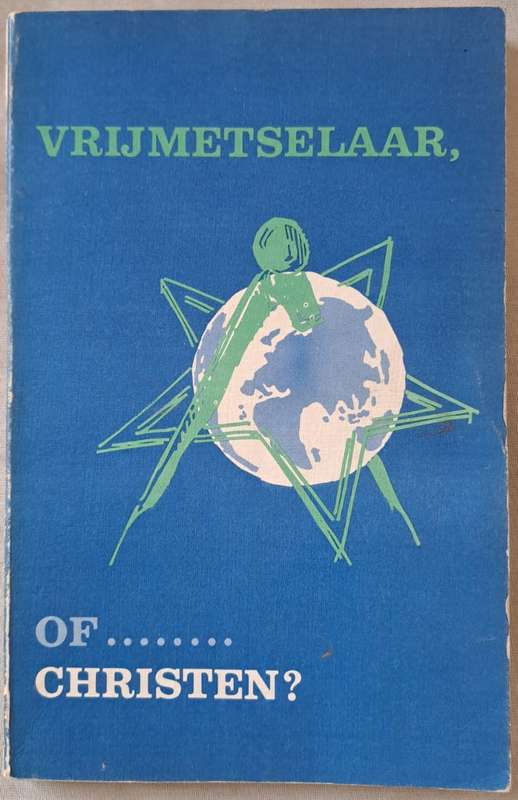 VRIJMETSELAAR,
OF ........
CHRISTEN?